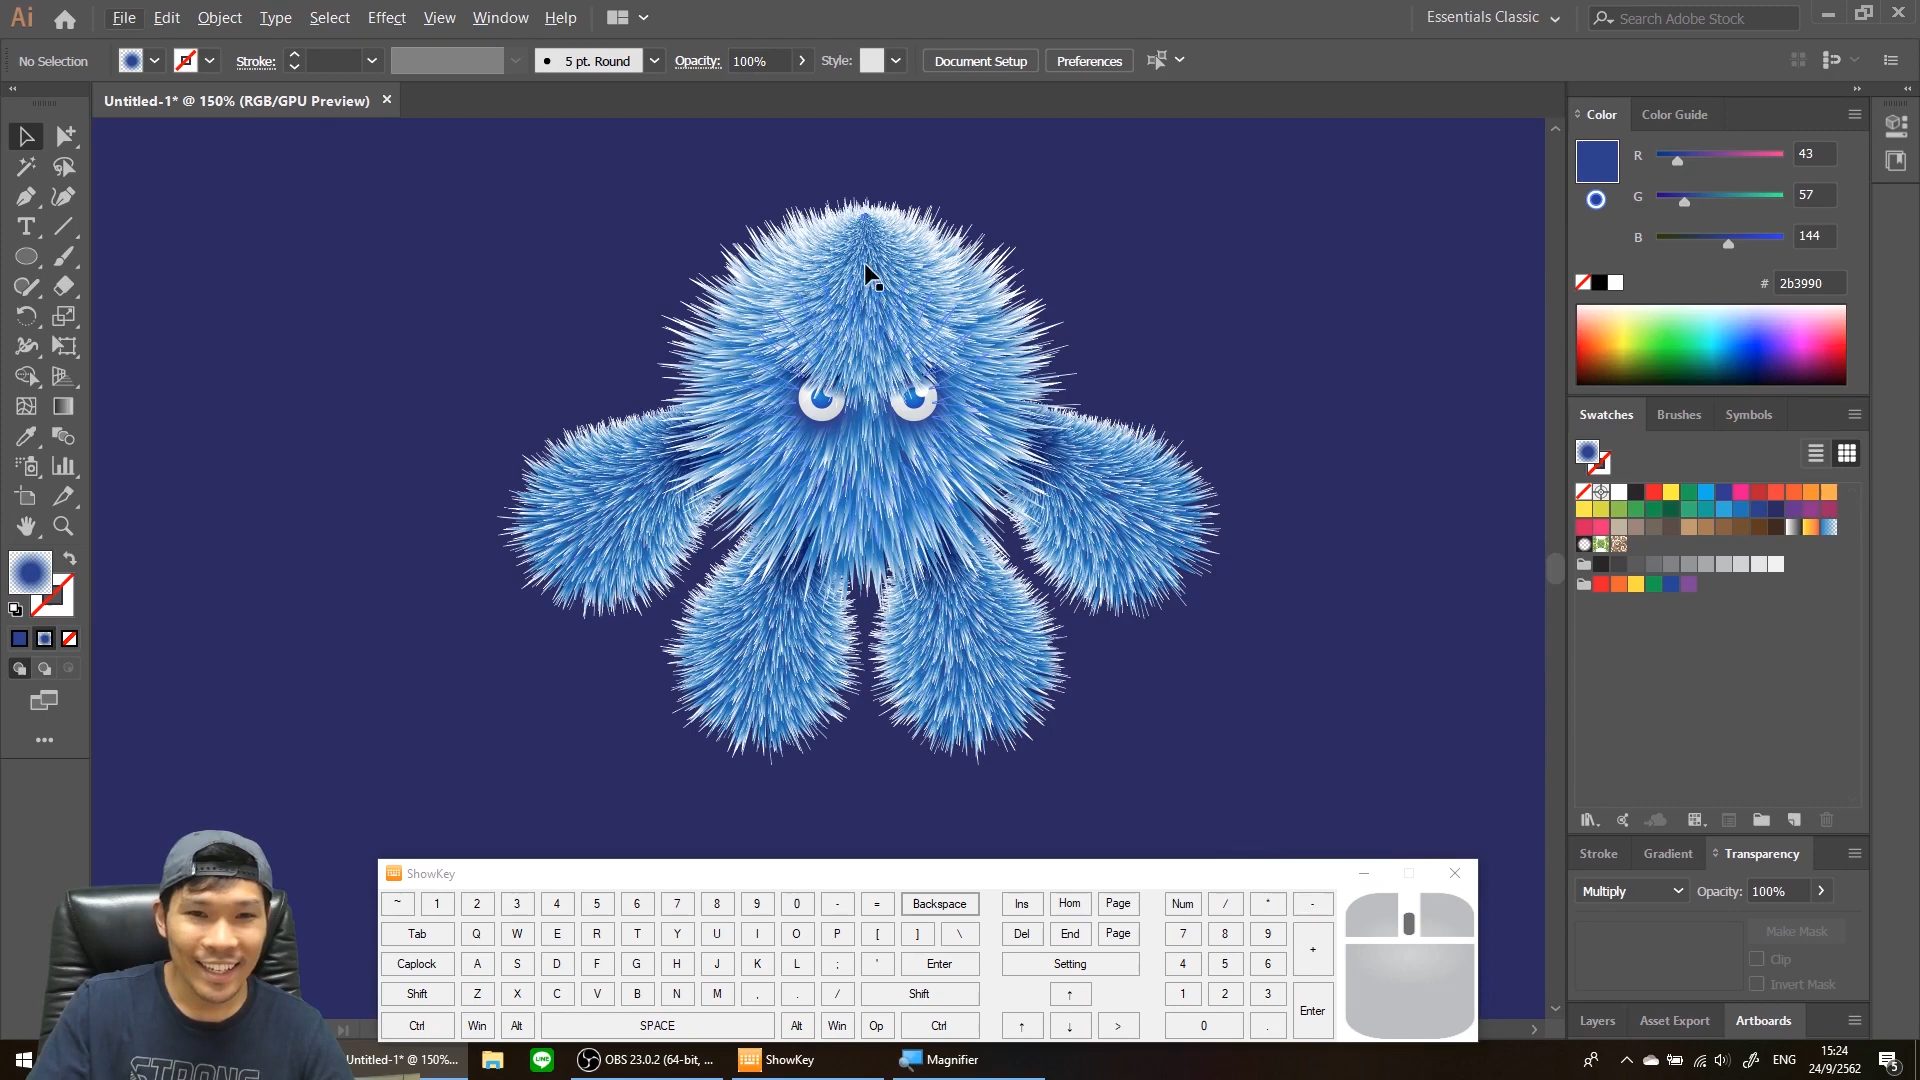 Ai File Edit Object Type Select Effect View Window Help Essentials Classic Search Adobe Stock
No Selection Stroke: 5 pt. Round Opacity: 100% Style: Document Setup Preferences
Untitled-1* @ 150% (RGB/GPU Preview)
Color Color Guide
R 43
G 57
B 144
# 2b3990
Swatches Brushes Symbols
Stroke Gradient Transparency
Multiply Opacity: 100%
Make Mask
Clip
Invert Mask
Layers Asset Export Artboards
ShowKey
~ 1 2 3 4 5 6 7 8 9 0 - = Backspace Ins Hom Page Num / * -
Tab Q W E R T Y U I O P [ ] \ Del End Page 7 8 9 +
Caplock A S D F G H J K L ; ' Enter Setting 4 5 6
Shift Z X C V B N M , . / Shift ↑ 1 2 3 Enter
Ctrl Win Alt SPACE Alt Win Op Ctrl ↑ ↓ > 0 .
STRONG
Untitled-1* @ 150%... OBS 23.0.2 (64-bit, ... ShowKey Magnifier ENG 15:24
24/9/2562 5